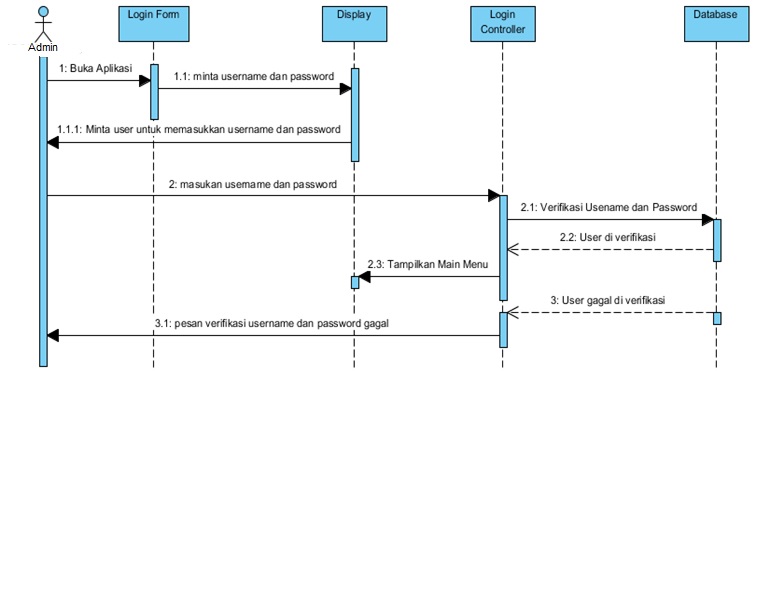 Login Form
Display
Login
Controller
Database
Admin
1: Buka Aplikasi
1.1: minta username dan password
1.1.1: Minta user untuk memasukkan username dan password
2: masukan username dan password
2.1: Verifikasi Usename dan Password
2.2: User di verifikasi
2.3: Tampilkan Main Menu
3: User gagal di verifikasi
3.1: pesan verifikasi username dan password gagal